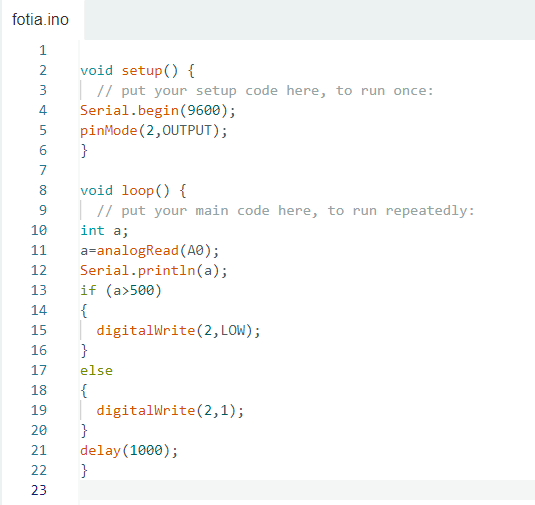 fotia.ino
1
2 void setup() {
3   // put your setup code here, to run once:
4 Serial.begin(9600);
5 pinMode(2,OUTPUT);
6 }
7
8 void loop() {
9   // put your main code here, to run repeatedly:
10 int a;
11 a=analogRead(A0);
12 Serial.println(a);
13 if (a>500)
14 {
15   digitalWrite(2,LOW);
16 }
17 else
18 {
19   digitalWrite(2,1);
20 }
21 delay(1000);
22 }
23